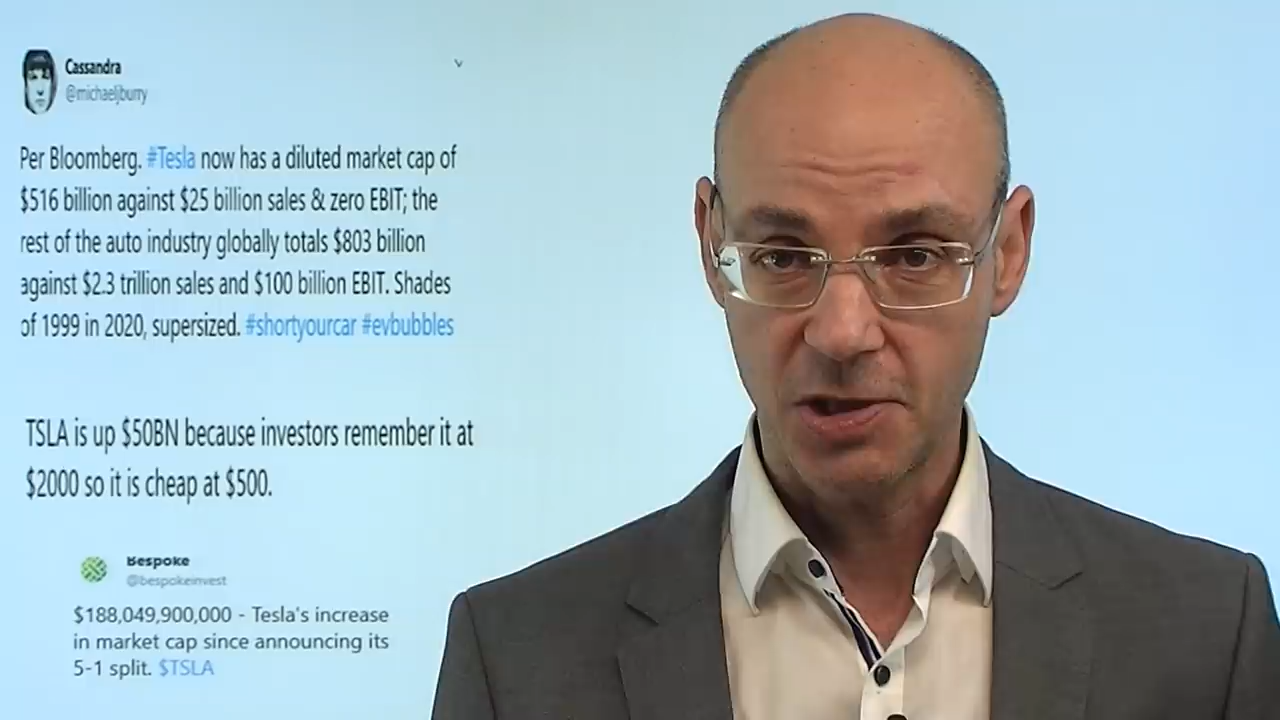 Cassandra
@michaeljburry
Per Bloomberg. #Tesla now has a diluted market cap of
$516 billion against $25 billion sales & zero EBIT; the
rest of the auto industry globally totals $803 billion
against $2.3 trillion sales and $100 billion EBIT. Shades
of 1999 in 2020, supersized. #shortyourcar #evbubbles
TSLA is up $50BN because investors remember it at
$2000 so it is cheap at $500.
Bespoke
@bespokeinvest
$188,049,900,000 - Tesla's increase
in market cap since announcing its
5-1 split. $TSLA